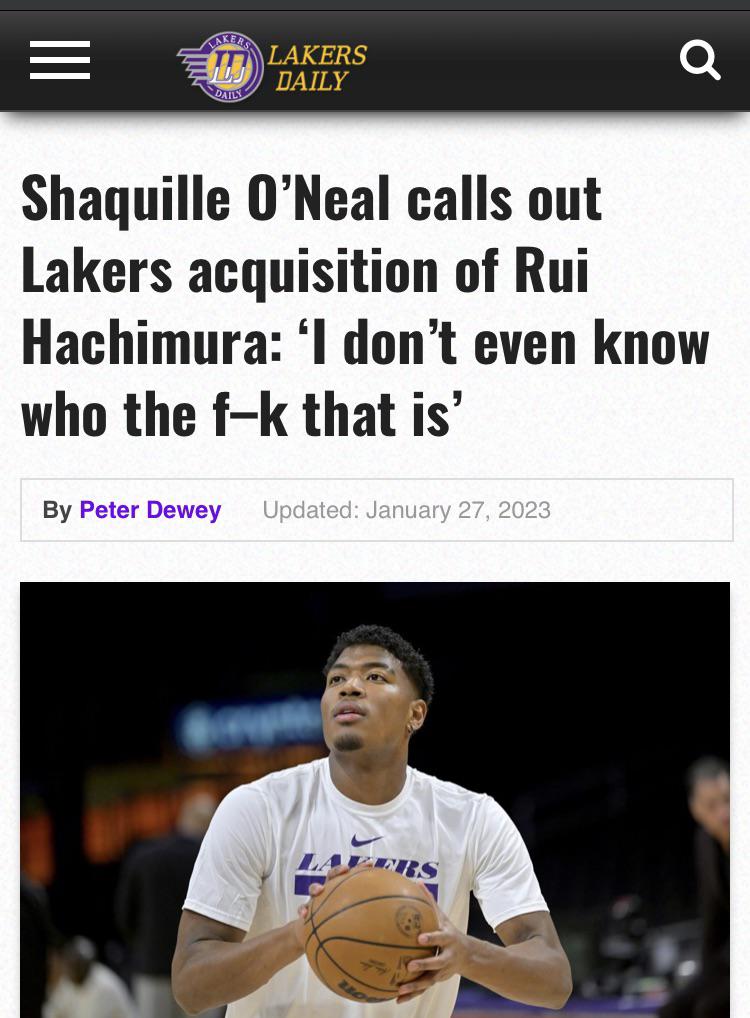 LAKERS
DAILY
LAKERS
DAILY
Shaquille O’Neal calls out
Lakers acquisition of Rui
Hachimura: ‘I don’t even know
who the f–k that is’
By Peter Dewey Updated: January 27, 2023
LAKERS